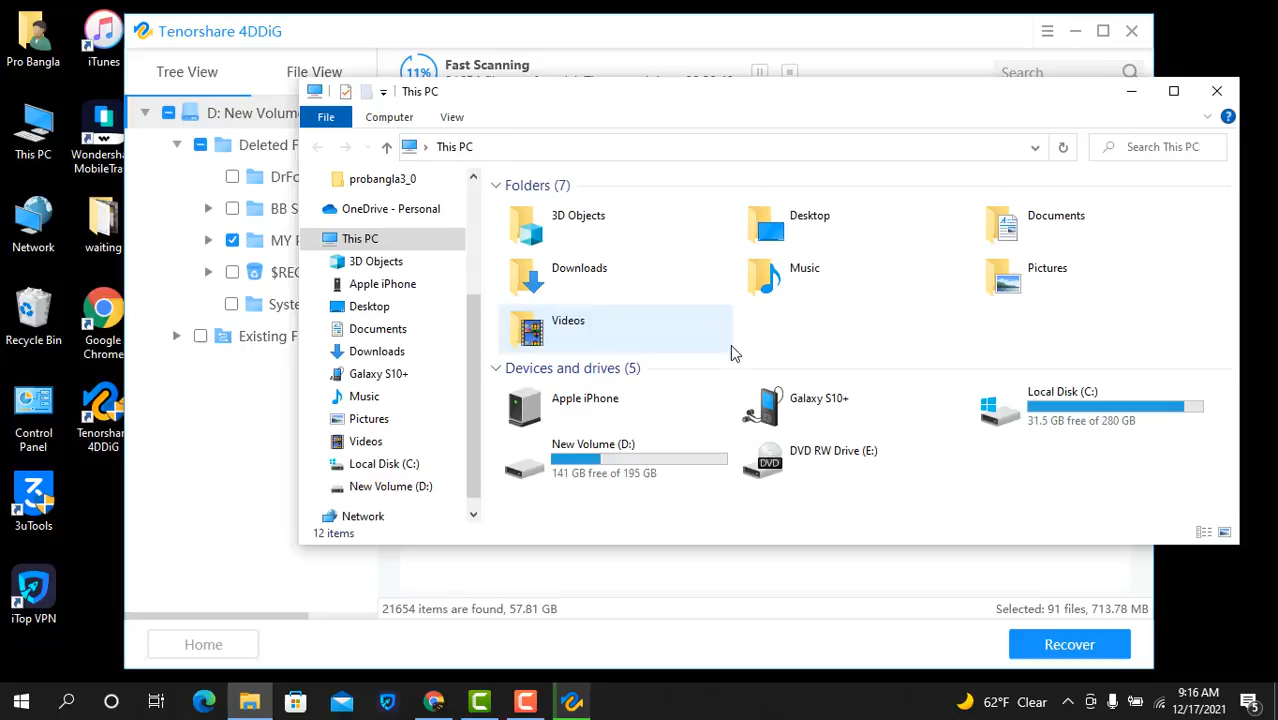 Pro Bangla
iTunes
This PC
Wondersha
MobileTra
Network
waiting
Recycle Bin
Google
Chrome
Control
Panel
Tenorshare
4DDiG
3uTools
iTop VPN
Tenorshare 4DDiG
Tree View
File View
11%
Fast Scanning
Search
D: New Volume
Deleted F
DrFo
BB S
MY F
$REC
Syste
Existing F
This PC
File
Computer
View
This PC
Search This PC
probangla3_0
OneDrive - Personal
This PC
3D Objects
Apple iPhone
Desktop
Documents
Downloads
Galaxy S10+
Music
Pictures
Videos
Local Disk (C:)
New Volume (D:)
Network
12 items
Folders (7)
3D Objects
Desktop
Documents
Downloads
Music
Pictures
Videos
Devices and drives (5)
Apple iPhone
Galaxy S10+
Local Disk (C:)
31.5 GB free of 280 GB
New Volume (D:)
141 GB free of 195 GB
DVD
DVD RW Drive (E:)
21654 items are found, 57.81 GB
Selected: 91 files, 713.78 MB
Home
Recover
62°F Clear
9:16 AM
12/17/2021
5